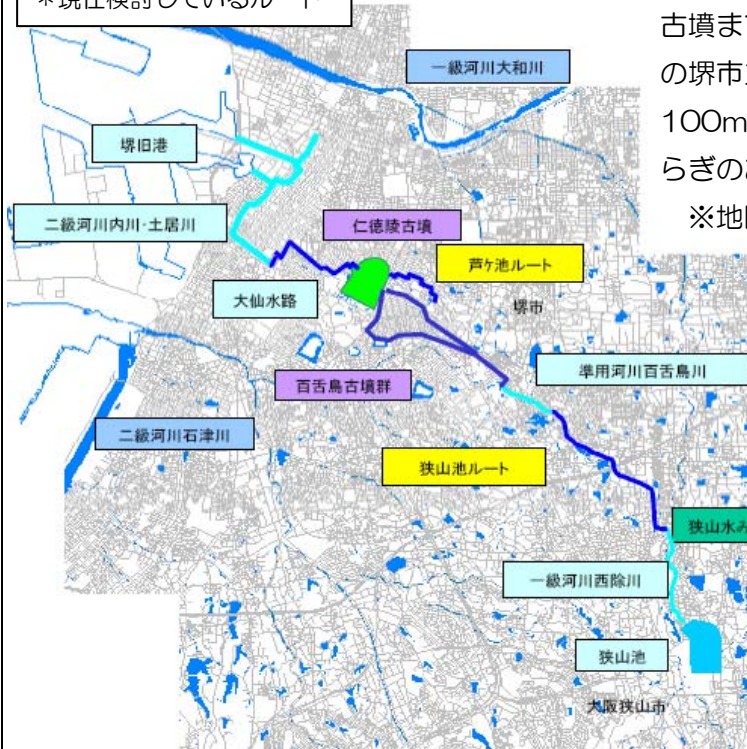 ＊現在検討しているルート
古墳ま
の堺市
100m
らぎのあ
※地
一級河川大和川
堺旧港
二級河川内川・土居川
仁徳陵古墳
芦ケ池ルート
大仙水路
堺市
準用河川百舌鳥川
百舌鳥古墳群
二級河川石津川
狭山池ルート
狭山水み
一級河川西除川
狭山池
大阪狭山市